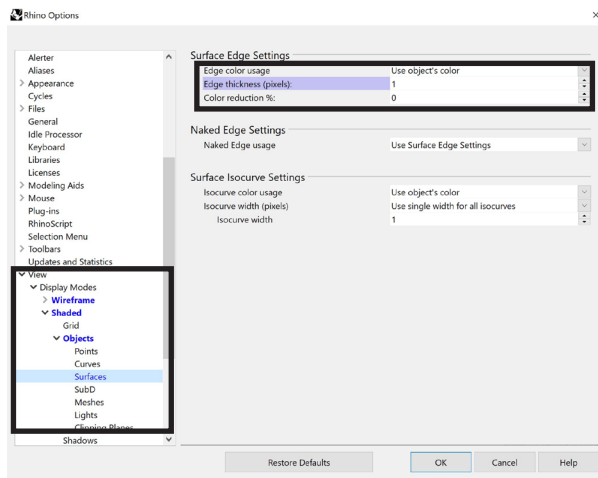 Rhino Options
Alerter
Aliases
Appearance
Cycles
Files
General
Idle Processor
Keyboard
Libraries
Licenses
Modeling Aids
Mouse
Plug-ins
RhinoScript
Selection Menu
Toolbars
Updates and Statistics
View
Display Modes
Wireframe
Shaded
Grid
Objects
Points
Curves
Surfaces
SubD
Meshes
Lights
Clipping Planes
Shadows
Surface Edge Settings
Edge color usage Use object's color
Edge thickness (pixels): 1
Color reduction %: 0
Naked Edge Settings
Naked Edge usage Use Surface Edge Settings
Surface Isocurve Settings
Isocurve color usage Use object's color
Isocurve width (pixels) Use single width for all isocurves
Isocurve width 1
Restore Defaults OK Cancel Help